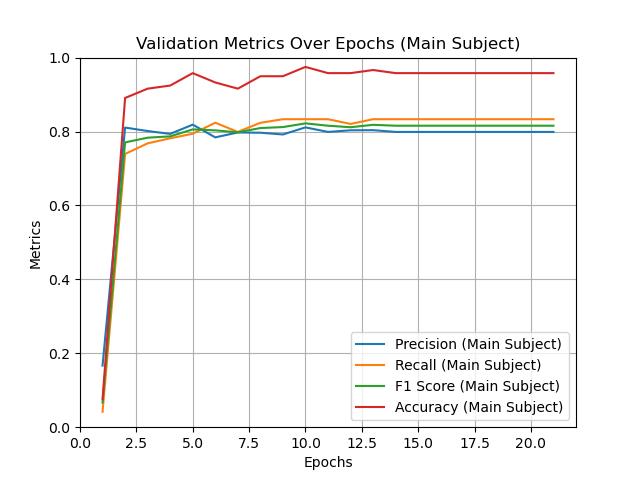 Validation Metrics Over Epochs (Main Subject)
1.0
0.8
0.6
0.4
0.2
0.0
Metrics
Precision (Main Subject)
Recall (Main Subject)
F1 Score (Main Subject)
Accuracy (Main Subject)
0.0 2.5 5.0 7.5 10.0 12.5 15.0 17.5 20.0
Epochs